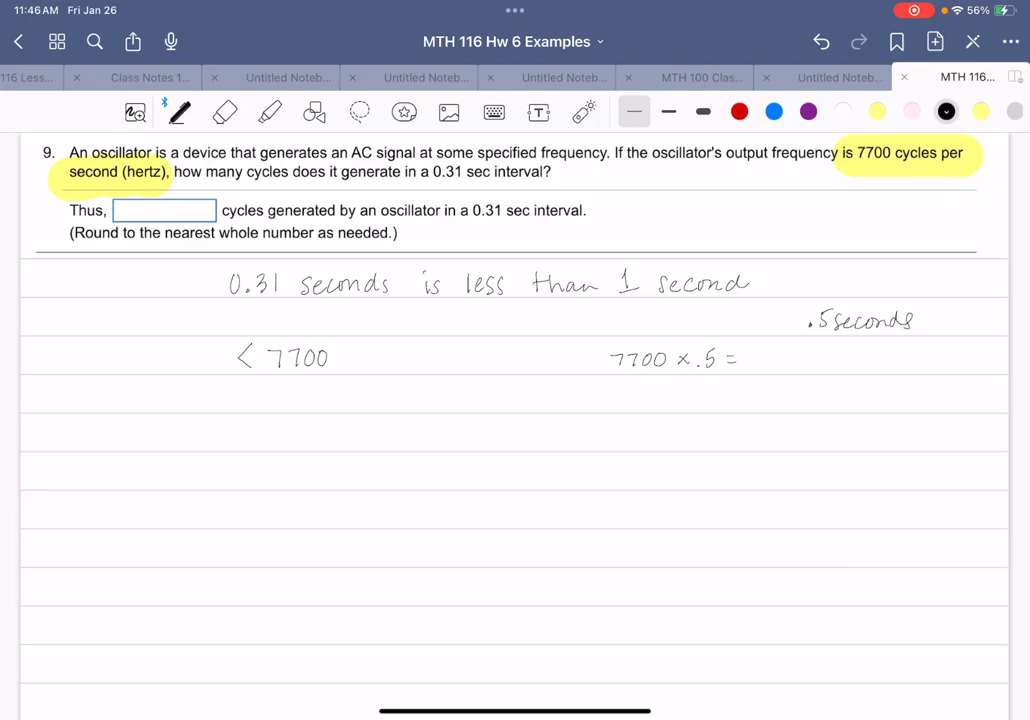 11:46 AM Fri Jan 26
56%
MTH 116 Hw 6 Examples
116 Less...
Class Notes 1...
Untitled Noteb...
Untitled Noteb...
Untitled Noteb...
MTH 100 Clas...
Untitled Noteb...
MTH 116...
9. An oscillator is a device that generates an AC signal at some specified frequency. If the oscillator's output frequency is 7700 cycles per
second (hertz), how many cycles does it generate in a 0.31 sec interval?
Thus, cycles generated by an oscillator in a 0.31 sec interval.
(Round to the nearest whole number as needed.)
0.31 seconds is less than 1 second
.5 seconds
< 7700
7700 × .5 =